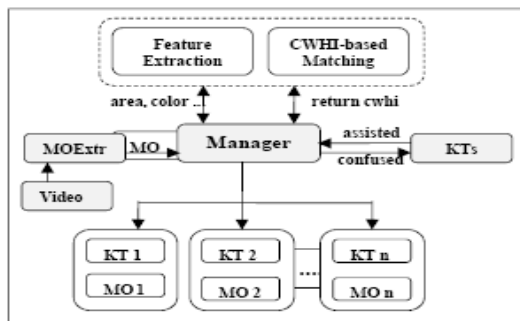 Feature
Extraction
CWHI-based
Matching
area, color ...
return cwhi
MOExtr
MO
Manager
assisted
confused
KTs
Video
KT 1
MO 1
KT 2
MO 2
....
KT n
MO n